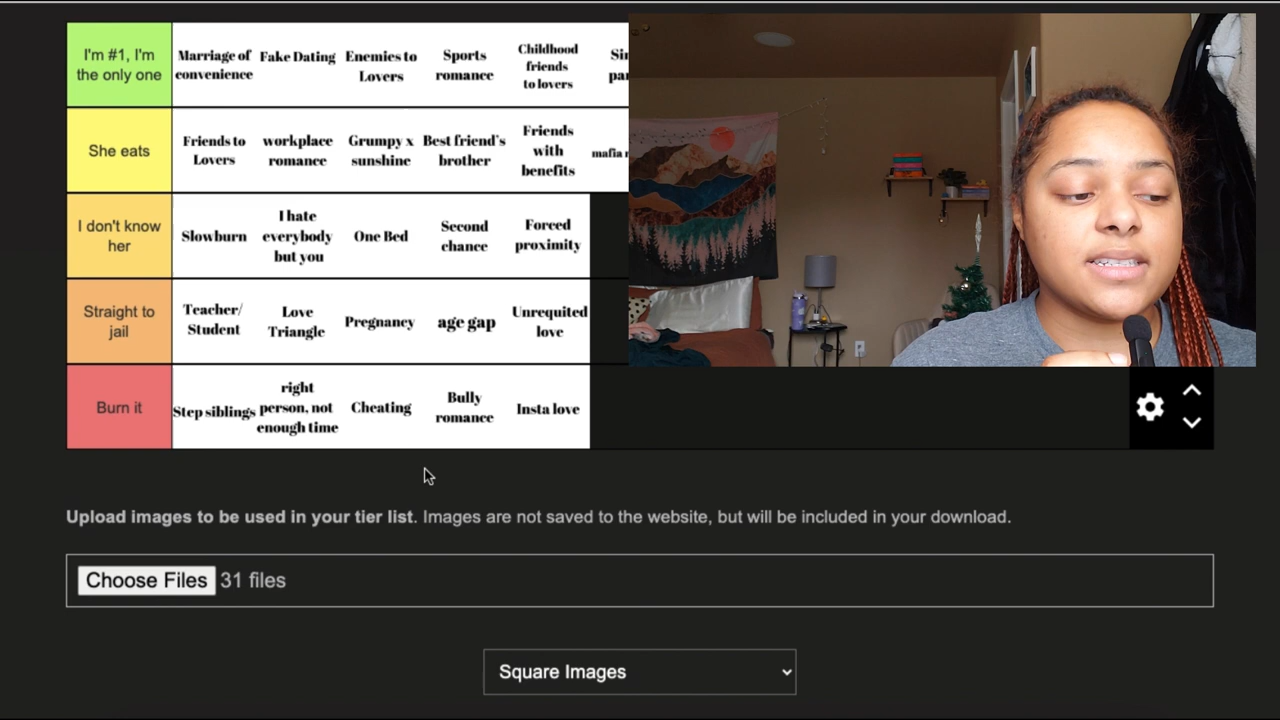 I'm #1, I'm
the only one
Marriage of
convenience
Fake Dating
Enemies to
Lovers
Sports
romance
Childhood
friends
to lovers
She eats
Friends to
Lovers
workplace
romance
Grumpy x
sunshine
Best friend's
brother
Friends
with
benefits
mafia
I don't know
her
Slowburn
I hate
everybody
but you
One Bed
Second
chance
Forced
proximity
Straight to
jail
Teacher/
Student
Love
Triangle
Pregnancy
age gap
Unrequited
love
Burn it
Step siblings
right
person, not
enough time
Cheating
Bully
romance
Insta love
Upload images to be used in your tier list. Images are not saved to the website, but will be included in your download.
Choose Files 31 files
Square Images